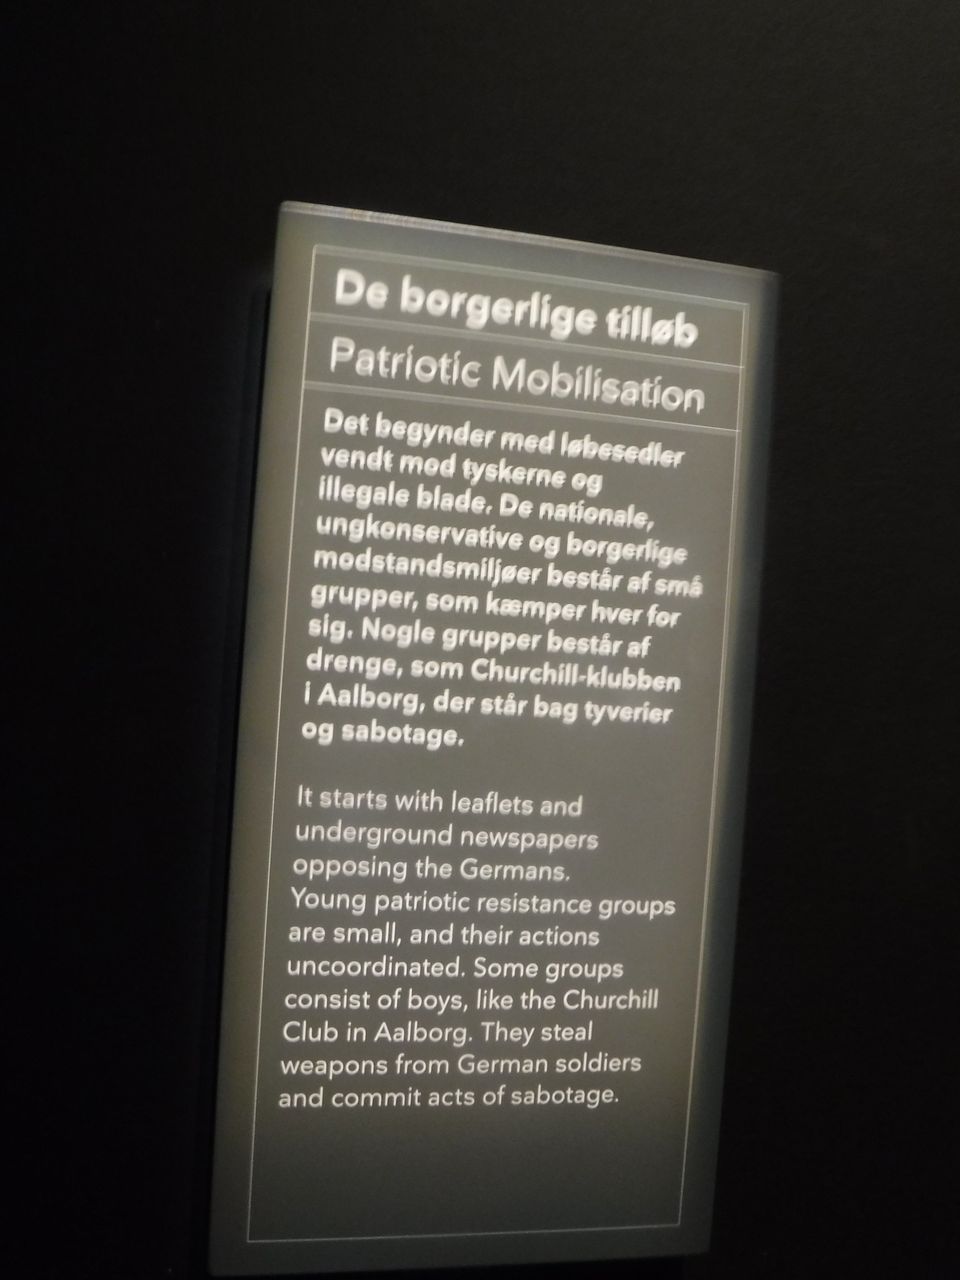 De borgerlige tilløb
Patriotic Mobilisation
Det begynder med løbesedler
vendt mod tyskerne og
illegale blade. De nationale,
ungkonservative og borgerlige
modstandsmiljøer består af små
grupper, som kæmper hver for
sig. Nogle grupper består af
drenge, som Churchill-klubben
i Aalborg, der står bag tyverier
og sabotage.
It starts with leaflets and
underground newspapers
opposing the Germans.
Young patriotic resistance groups
are small, and their actions
uncoordinated. Some groups
consist of boys, like the Churchill
Club in Aalborg. They steal
weapons from German soldiers
and commit acts of sabotage.